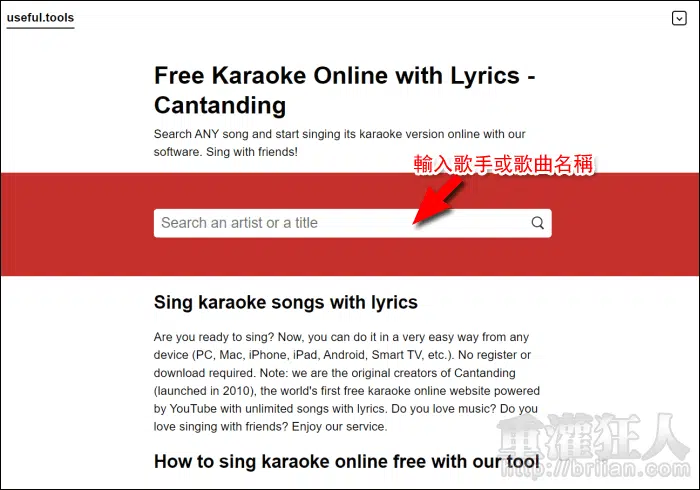 useful.tools
Free Karaoke Online with Lyrics -
Cantanding
Search ANY song and start singing its karaoke version online with our
software. Sing with friends!
輸入歌手或歌曲名稱
Search an artist or a title
Sing karaoke songs with lyrics
Are you ready to sing? Now, you can do it in a very easy way from any
device (PC, Mac, iPhone, iPad, Android, Smart TV, etc.). No register or
download required. Note: we are the original creators of Cantanding
(launched in 2010), the world's first free karaoke online website powered
by YouTube with unlimited songs with lyrics. Do you love music? Do you
love singing with friends? Enjoy our service.
How to sing karaoke online free with our tool
重灌狂人
http://briian.com